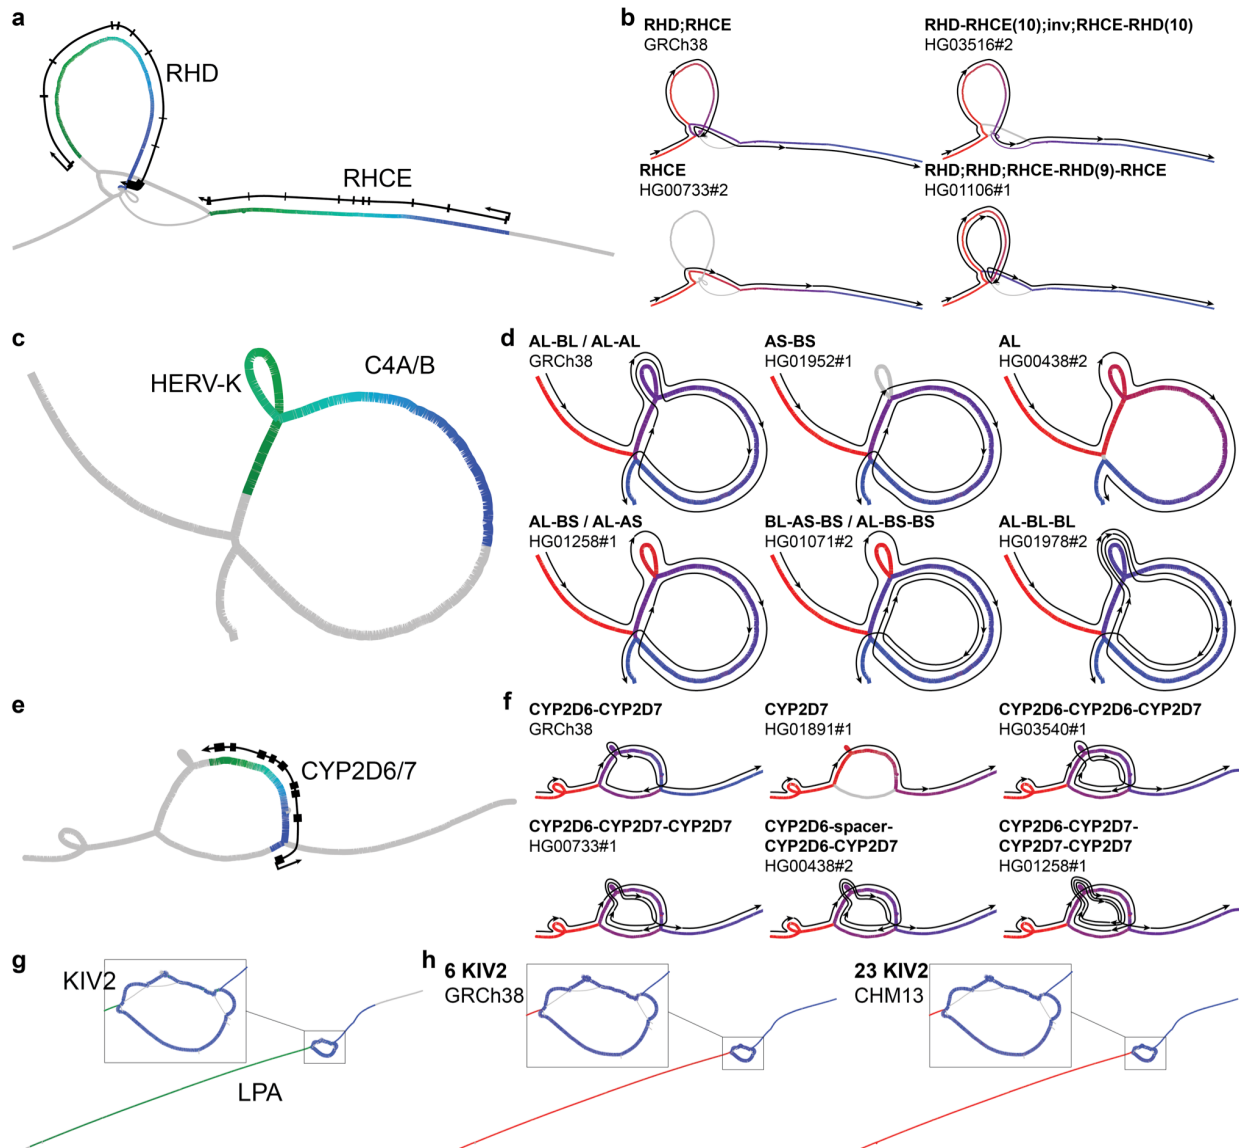 a
RHD
RHCE
b
RHD;RHCE
GRCh38
RHD-RHCE(10);inv;RHCE-RHD(10)
HG03516#2
RHCE
HG00733#2
RHD;RHD;RHCE-RHD(9)-RHCE
HG01106#1
c
HERV-K
C4A/B
d
AL-BL / AL-AL
GRCh38
AS-BS
HG01952#1
AL
HG00438#2
AL-BS / AL-AS
HG01258#1
BL-AS-BS / AL-BS-BS
HG01071#2
AL-BL-BL
HG01978#2
e
CYP2D6/7
f
CYP2D6-CYP2D7
GRCh38
CYP2D7
HG01891#1
CYP2D6-CYP2D6-CYP2D7
HG03540#1
CYP2D6-CYP2D7-CYP2D7
HG00733#1
CYP2D6-spacer-
CYP2D6-CYP2D7
HG00438#2
CYP2D6-CYP2D7-
CYP2D7-CYP2D7
HG01258#1
g
KIV2
LPA
h
6 KIV2
GRCh38
23 KIV2
CHM13